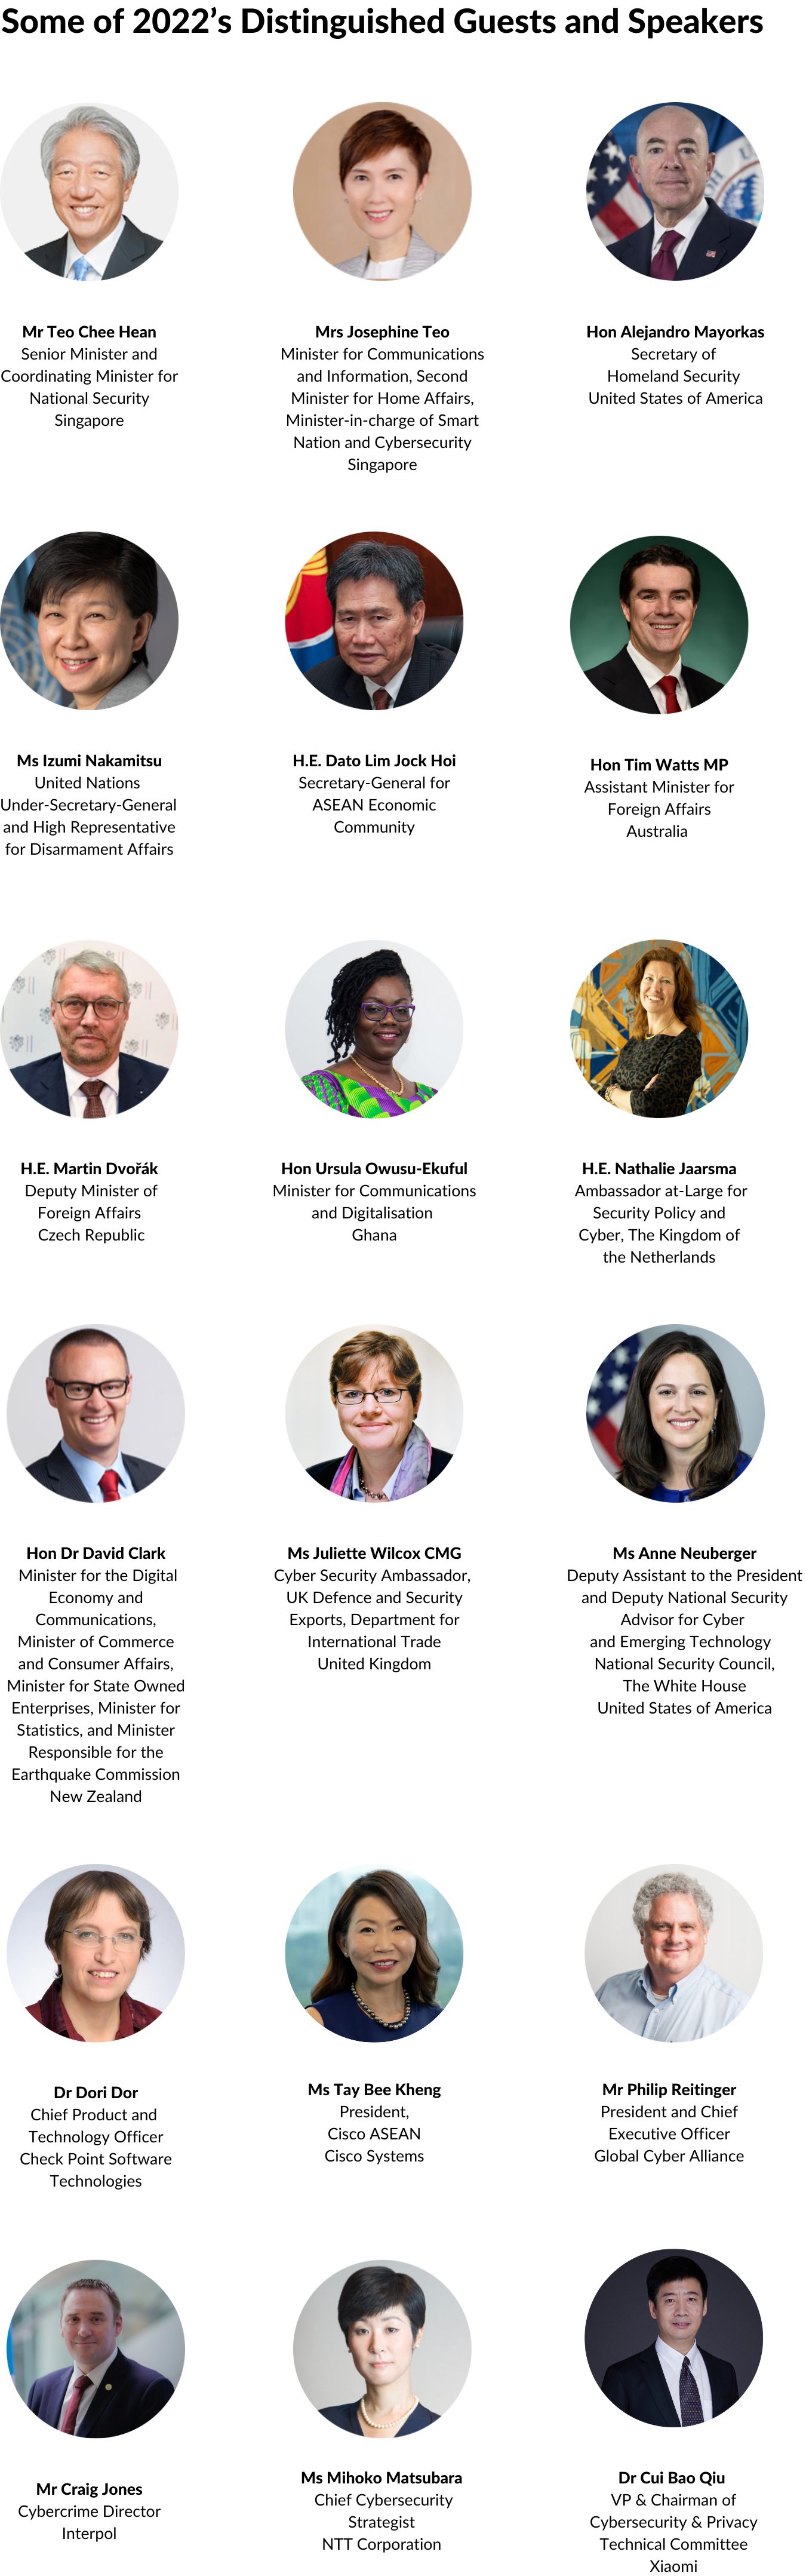 Some of 2022’s Distinguished Guests and Speakers
Mr Teo Chee Hean
Senior Minister and
Coordinating Minister for
National Security
Singapore
Mrs Josephine Teo
Minister for Communications
and Information, Second
Minister for Home Affairs,
Minister-in-charge of Smart
Nation and Cybersecurity
Singapore
Hon Alejandro Mayorkas
Secretary of
Homeland Security
United States of America
Ms Izumi Nakamitsu
United Nations
Under-Secretary-General
and High Representative
for Disarmament Affairs
H.E. Dato Lim Jock Hoi
Secretary-General for
ASEAN Economic
Community
Hon Tim Watts MP
Assistant Minister for
Foreign Affairs
Australia
H.E. Martin Dvořák
Deputy Minister of
Foreign Affairs
Czech Republic
Hon Ursula Owusu-Ekuful
Minister for Communications
and Digitalisation
Ghana
H.E. Nathalie Jaarsma
Ambassador at-Large for
Security Policy and
Cyber, The Kingdom of
the Netherlands
Hon Dr David Clark
Minister for the Digital
Economy and
Communications,
Minister of Commerce
and Consumer Affairs,
Minister for State Owned
Enterprises, Minister for
Statistics, and Minister
Responsible for the
Earthquake Commission
New Zealand
Ms Juliette Wilcox CMG
Cyber Security Ambassador,
UK Defence and Security
Exports, Department for
International Trade
United Kingdom
Ms Anne Neuberger
Deputy Assistant to the President
and Deputy National Security
Advisor for Cyber
and Emerging Technology
National Security Council,
The White House
United States of America
Dr Dori Dor
Chief Product and
Technology Officer
Check Point Software
Technologies
Ms Tay Bee Kheng
President,
Cisco ASEAN
Cisco Systems
Mr Philip Reitinger
President and Chief
Executive Officer
Global Cyber Alliance
Mr Craig Jones
Cybercrime Director
Interpol
Ms Mihoko Matsubara
Chief Cybersecurity
Strategist
NTT Corporation
Dr Cui Bao Qiu
VP & Chairman of
Cybersecurity & Privacy
Technical Committee
Xiaomi